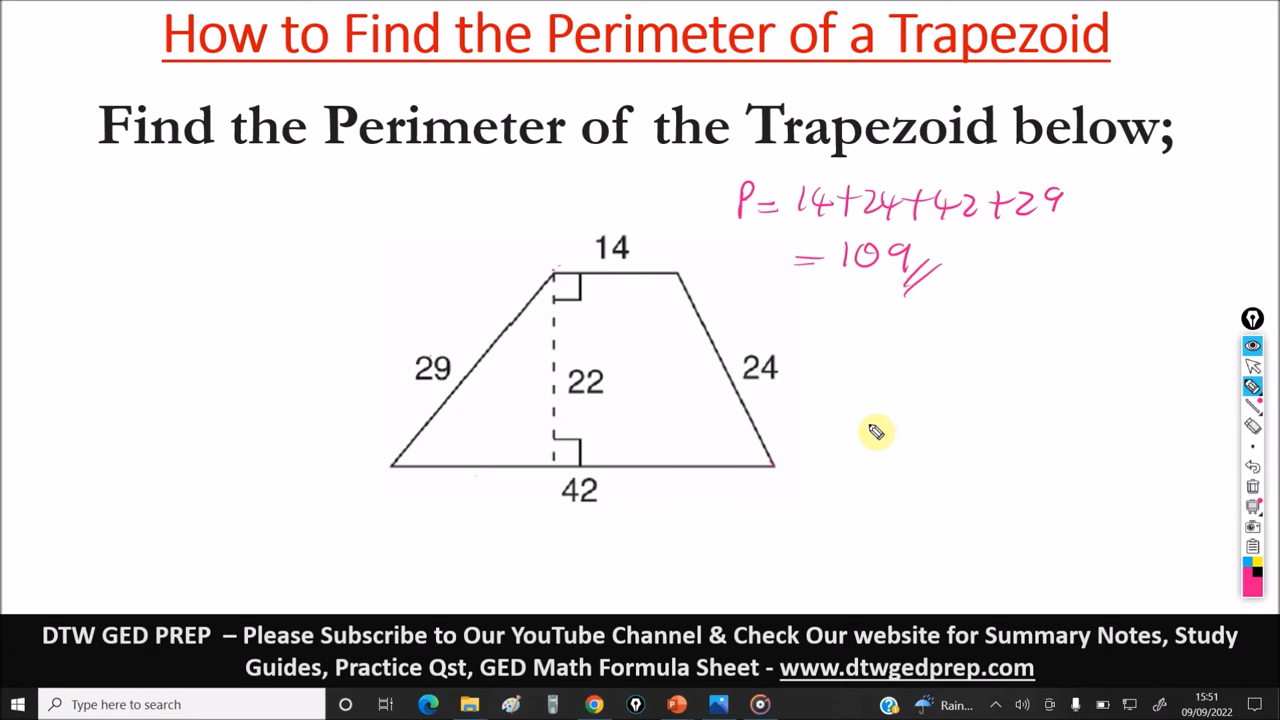 How to Find the Perimeter of a Trapezoid
Find the Perimeter of the Trapezoid below;
P= 14+24+42+29
= 109
14
29
22
24
42
DTW GED PREP – Please Subscribe to Our YouTube Channel & Check Our website for Summary Notes, Study
Guides, Practice Qst, GED Math Formula Sheet - www.dtwgedprep.com
Type here to search
Rain...
15:51
09/09/2022